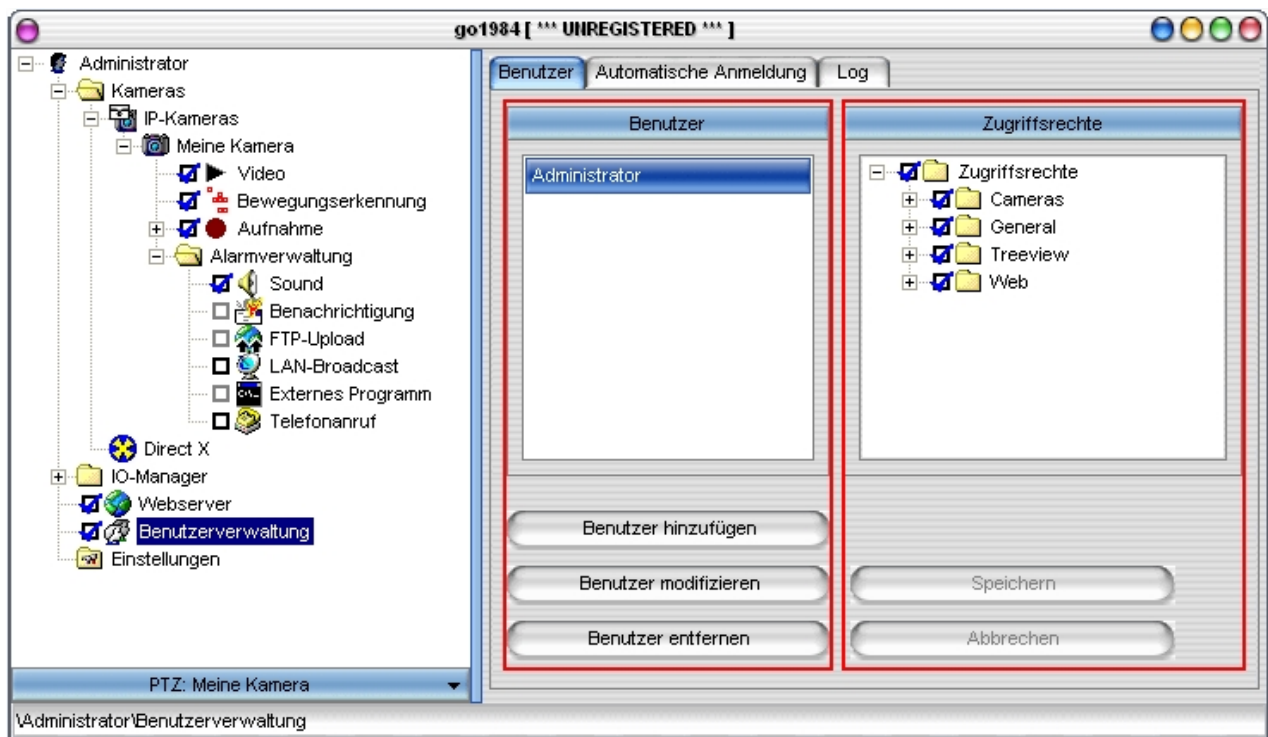 go1984 [ *** UNREGISTERED *** ]
Administrator
Kameras
IP-Kameras
Meine Kamera
Video
Bewegungserkennung
Aufnahme
Alarmverwaltung
Sound
Benachrichtigung
FTP-Upload
LAN-Broadcast
Externes Programm
Telefonanruf
Direct X
IO-Manager
Webserver
Benutzerverwaltung
Einstellungen
PTZ: Meine Kamera
Benutzer Automatische Anmeldung Log
Benutzer
Administrator
Benutzer hinzufügen
Benutzer modifizieren
Benutzer entfernen
Zugriffsrechte
Zugriffsrechte
Cameras
General
Treeview
Web
Speichern
Abbrechen
\Administrator\Benutzerverwaltung